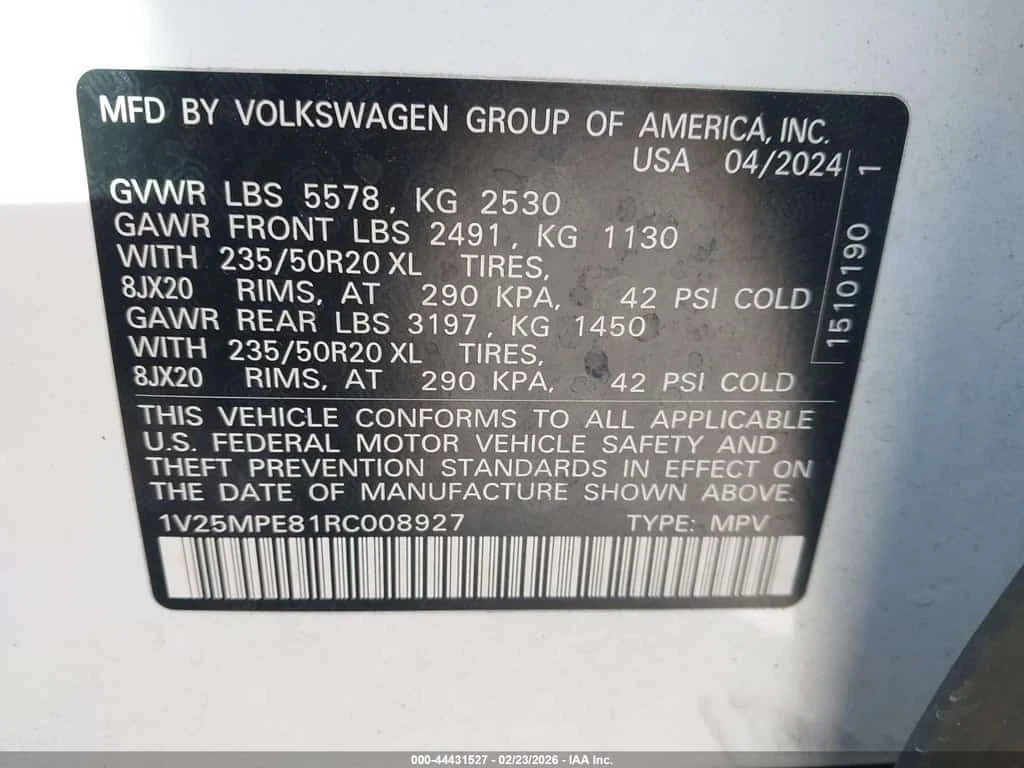 MFD BY VOLKSWAGEN GROUP OF AMERICA, INC.
USA 04/2024
GVWR LBS 5578, KG 2530
GAWR FRONT LBS 2491, KG 1130
WITH 235/50R20 XL TIRES,
8JX20 RIMS, AT 290 KPA, 42 PSI COLD
GAWR REAR LBS 3197, KG 1450
WITH 235/50R20 XL TIRES,
8JX20 RIMS, AT 290 KPA, 42 PSI COLD
1510190 1
THIS VEHICLE CONFORMS TO ALL APPLICABLE
U.S. FEDERAL MOTOR VEHICLE SAFETY AND
THEFT PREVENTION STANDARDS IN EFFECT ON
THE DATE OF MANUFACTURE SHOWN ABOVE.
1V25MPE81RC008927 TYPE: MPV
000-44431527 - 02/23/2026 - IAA Inc.